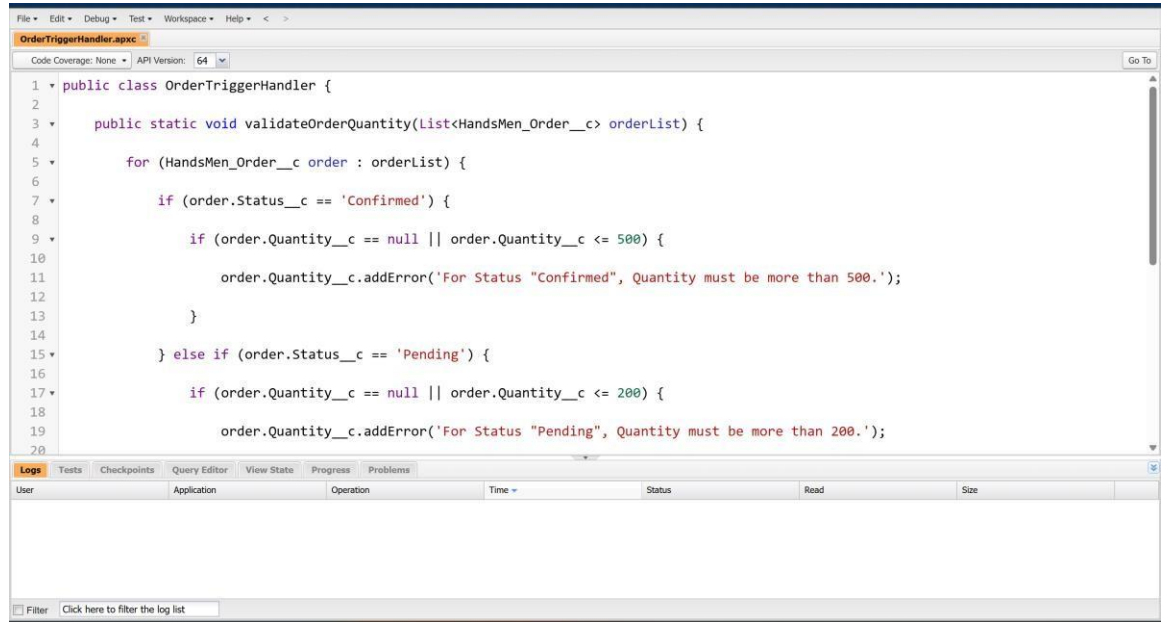 File Edit Debug Test Workspace Help < >
OrderTriggerHandler.apxc
Code Coverage: None API Version: 64 Go To
1 public class OrderTriggerHandler {
2
3 public static void validateOrderQuantity(List<HandsMen_Order__c> orderList) {
4
5 for (HandsMen_Order__c order : orderList) {
6
7 if (order.Status__c == 'Confirmed') {
8
9 if (order.Quantity__c == null || order.Quantity__c <= 500) {
10
11 order.Quantity__c.addError('For Status "Confirmed", Quantity must be more than 500.');
12
13 }
14
15 } else if (order.Status__c == 'Pending') {
16
17 if (order.Quantity__c == null || order.Quantity__c <= 200) {
18
19 order.Quantity__c.addError('For Status "Pending", Quantity must be more than 200.');
20
Logs Tests Checkpoints Query Editor View State Progress Problems
User Application Operation Time Status Read Size
Filter Click here to filter the log list